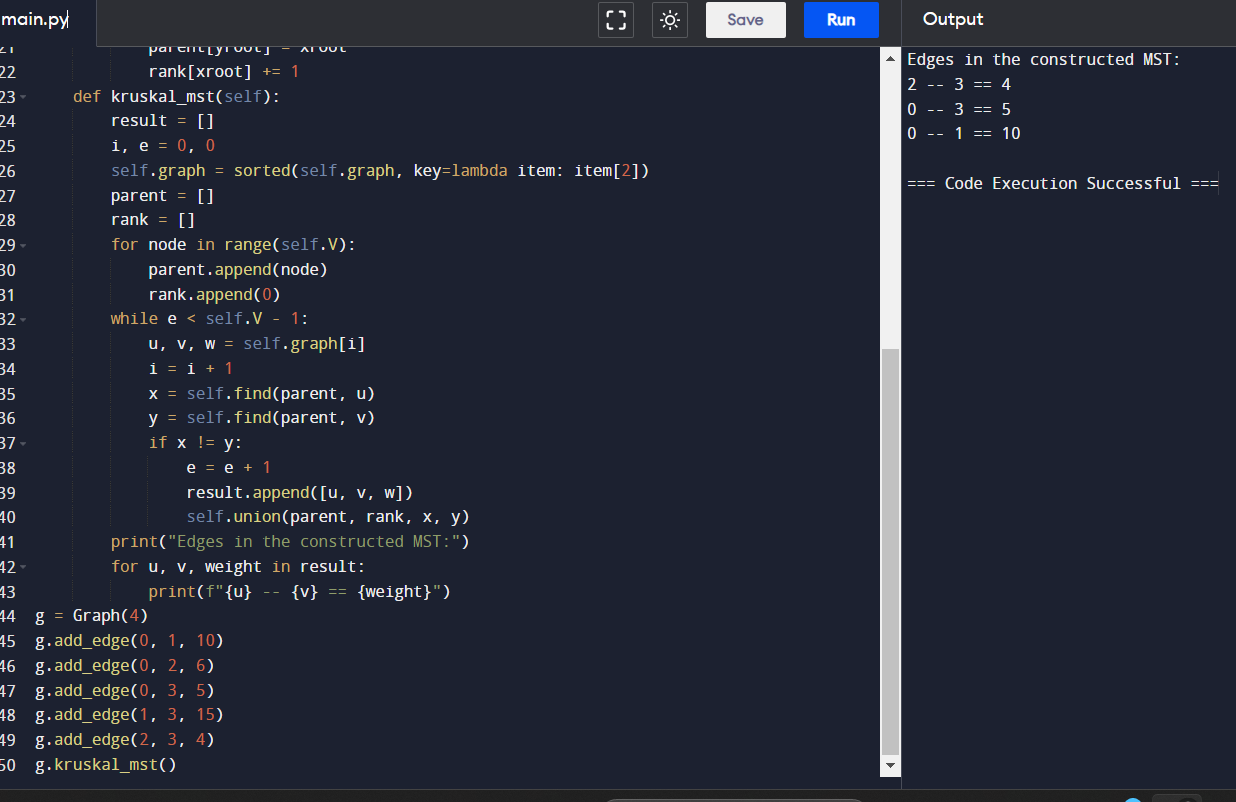 main.py
Save
Run
Output
21 parent[yroot] = xroot
22 rank[xroot] += 1
23 def kruskal_mst(self):
24 result = []
25 i, e = 0, 0
26 self.graph = sorted(self.graph, key=lambda item: item[2])
27 parent = []
28 rank = []
29 for node in range(self.V):
30 parent.append(node)
31 rank.append(0)
32 while e < self.V - 1:
33 u, v, w = self.graph[i]
34 i = i + 1
35 x = self.find(parent, u)
36 y = self.find(parent, v)
37 if x != y:
38 e = e + 1
39 result.append([u, v, w])
40 self.union(parent, rank, x, y)
41 print("Edges in the constructed MST:")
42 for u, v, weight in result:
43 print(f"{u} -- {v} == {weight}")
44 g = Graph(4)
45 g.add_edge(0, 1, 10)
46 g.add_edge(0, 2, 6)
47 g.add_edge(0, 3, 5)
48 g.add_edge(1, 3, 15)
49 g.add_edge(2, 3, 4)
50 g.kruskal_mst()
Edges in the constructed MST:
2 -- 3 == 4
0 -- 3 == 5
0 -- 1 == 10
=== Code Execution Successful ===